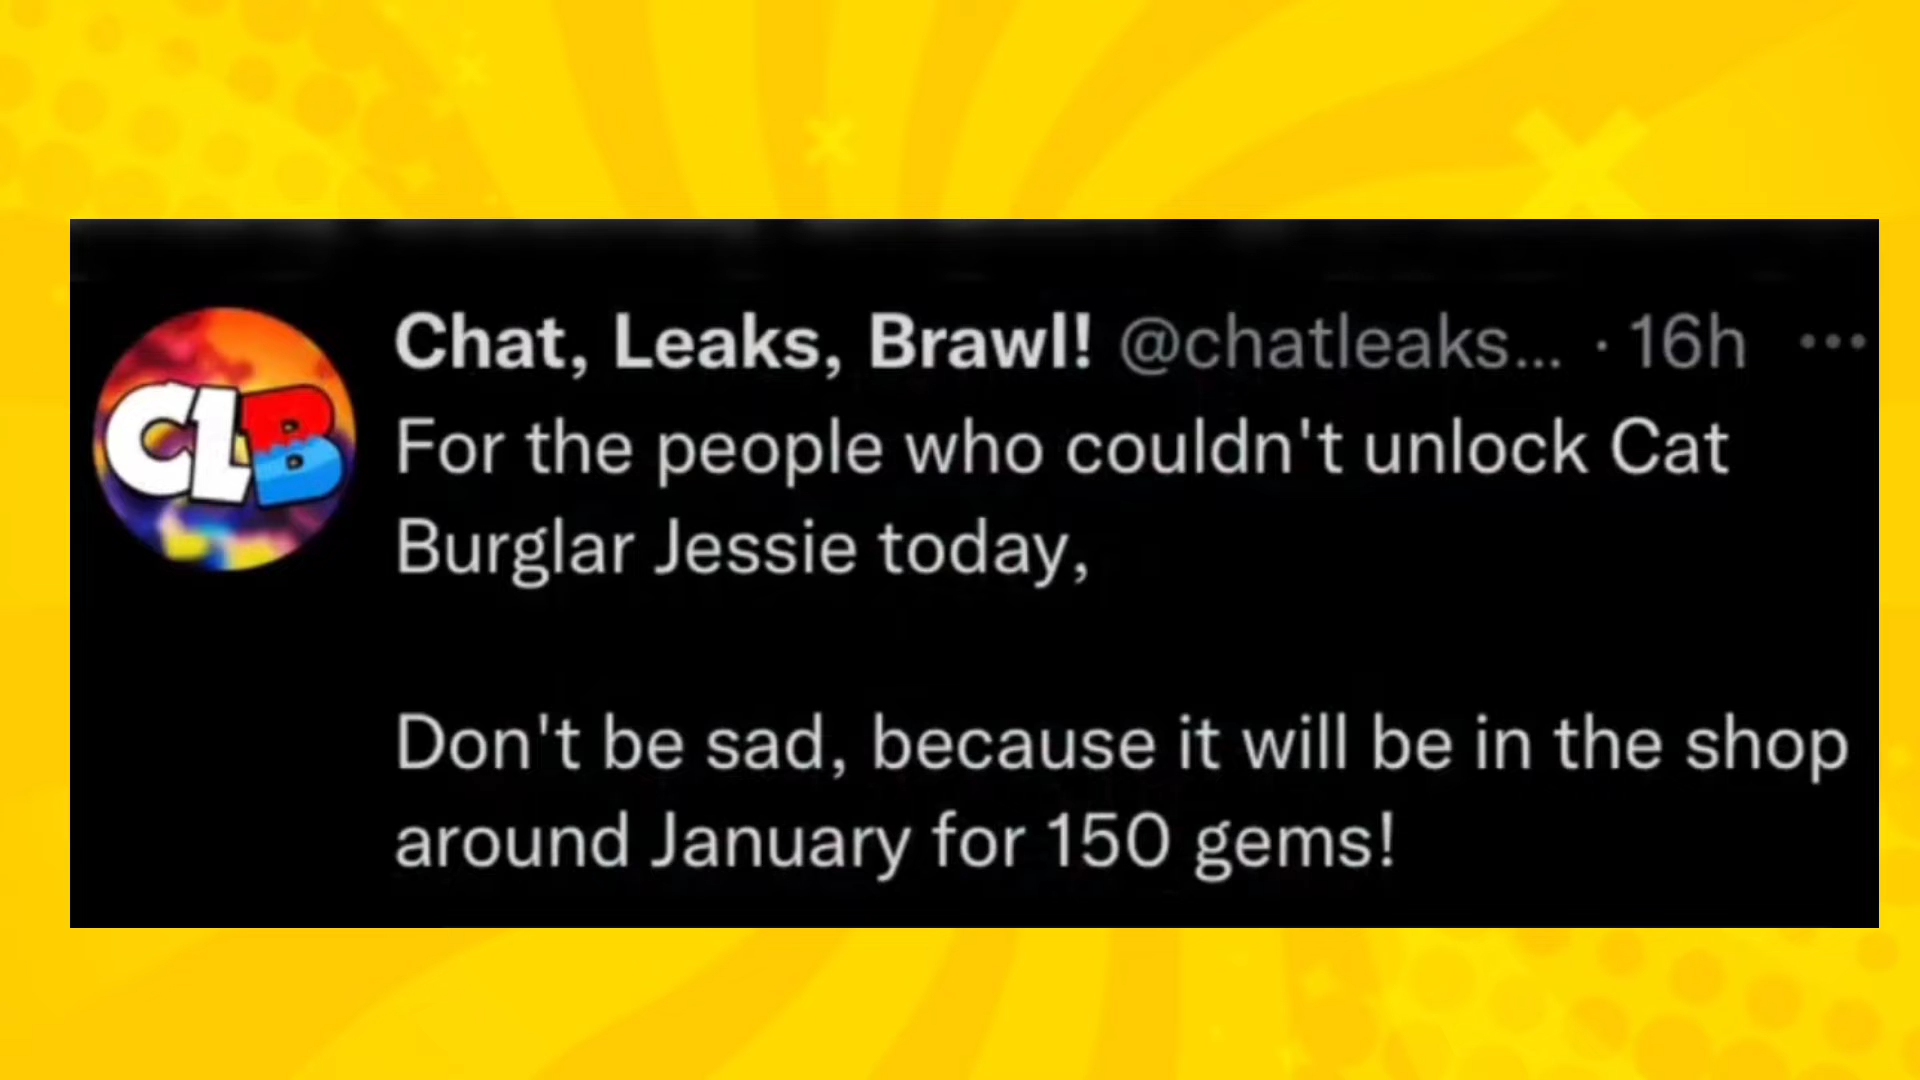 CLB
Chat, Leaks, Brawl! @chatleaks... · 16h ...
For the people who couldn't unlock Cat
Burglar Jessie today,
Don't be sad, because it will be in the shop
around January for 150 gems!